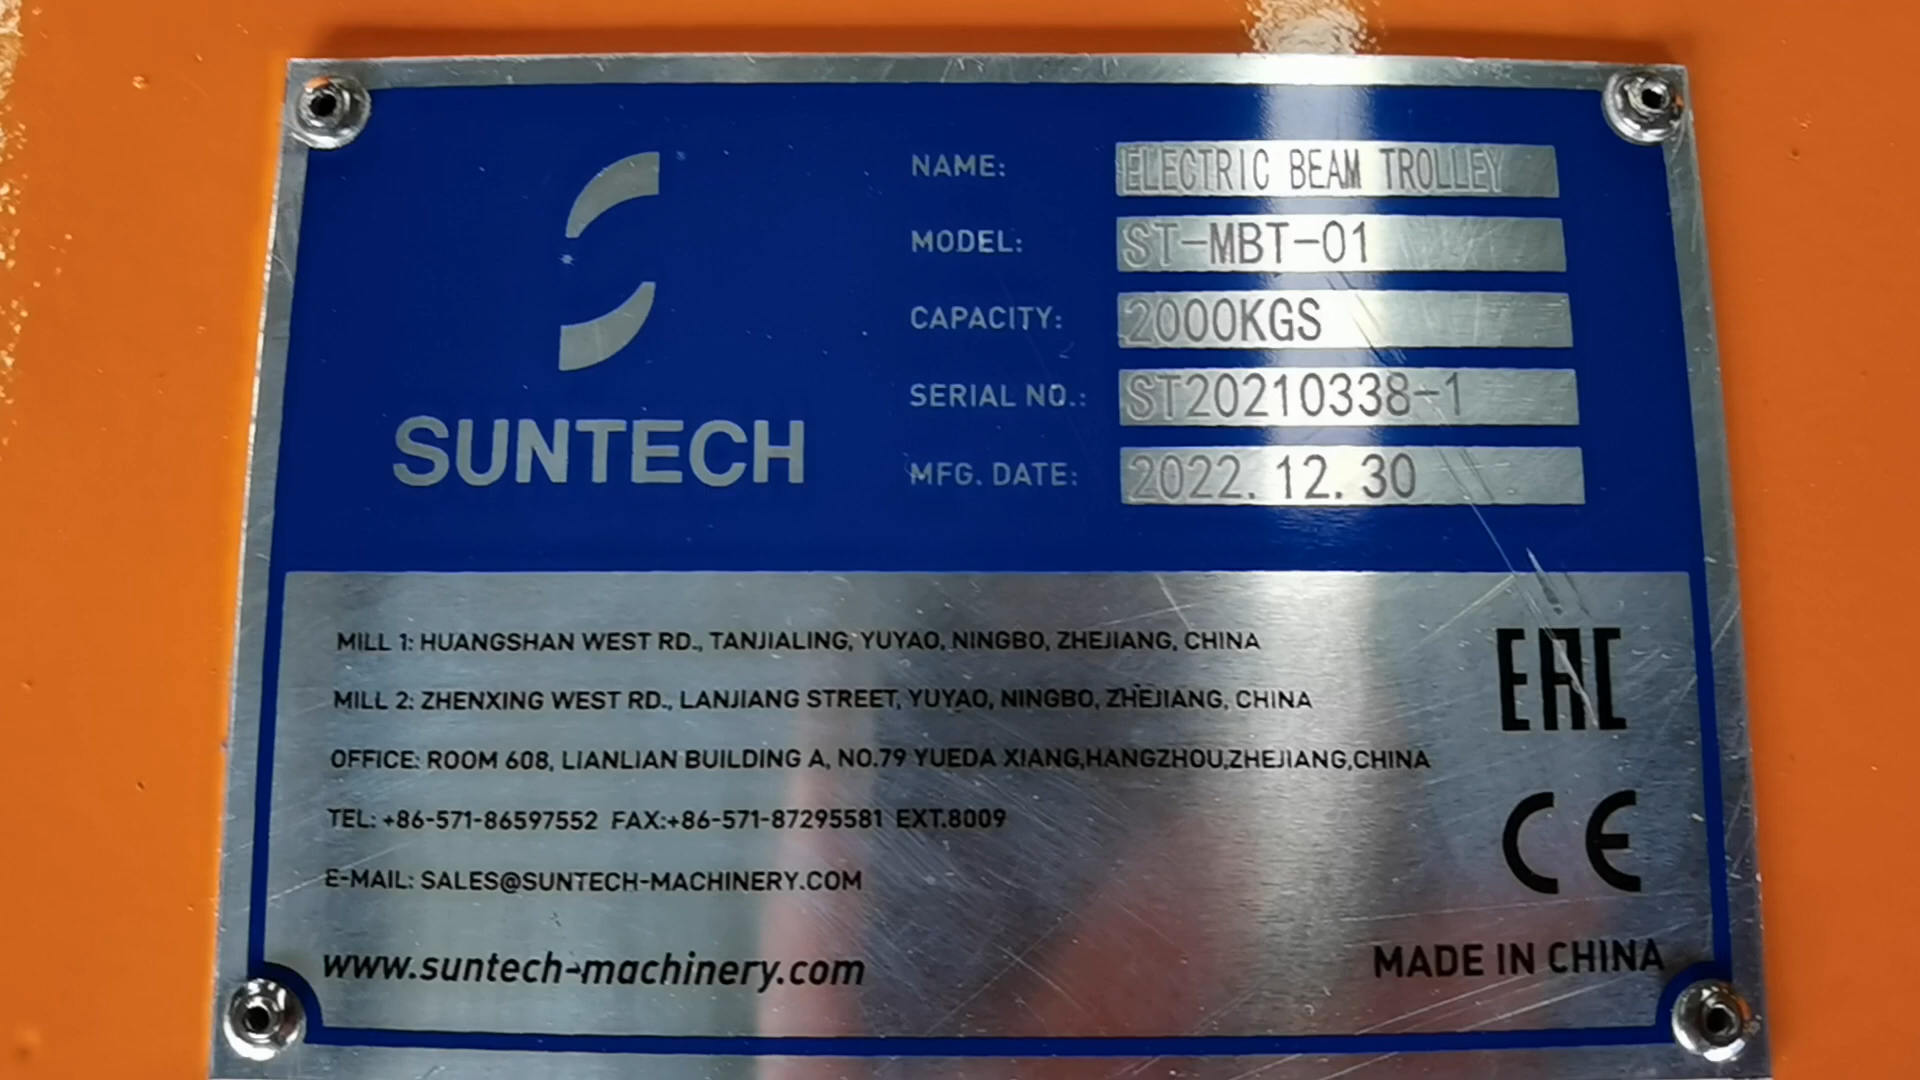 SUNTECH
NAME: ELECTRIC BEAM TROLLEY
MODEL: ST-MBT-01
CAPACITY: 2000KGS
SERIAL NO.: ST20210338-1
MFG. DATE: 2022.12.30
MILL 1: HUANGSHAN WEST RD., TANJIALING, YUYAO, NINGBO, ZHEJIANG, CHINA
MILL 2: ZHENXING WEST RD., LANJIANG STREET, YUYAO, NINGBO, ZHEJIANG, CHINA
OFFICE: ROOM 608, LIANLIAN BUILDING A, NO.79 YUEDA XIANG,HANGZHOU,ZHEJIANG,CHINA
TEL: +86-571-86597552 FAX:+86-571-87295581 EXT.8009
E-MAIL: SALES@SUNTECH-MACHINERY.COM
www.suntech-machinery.com
EAC
CE
MADE IN CHINA